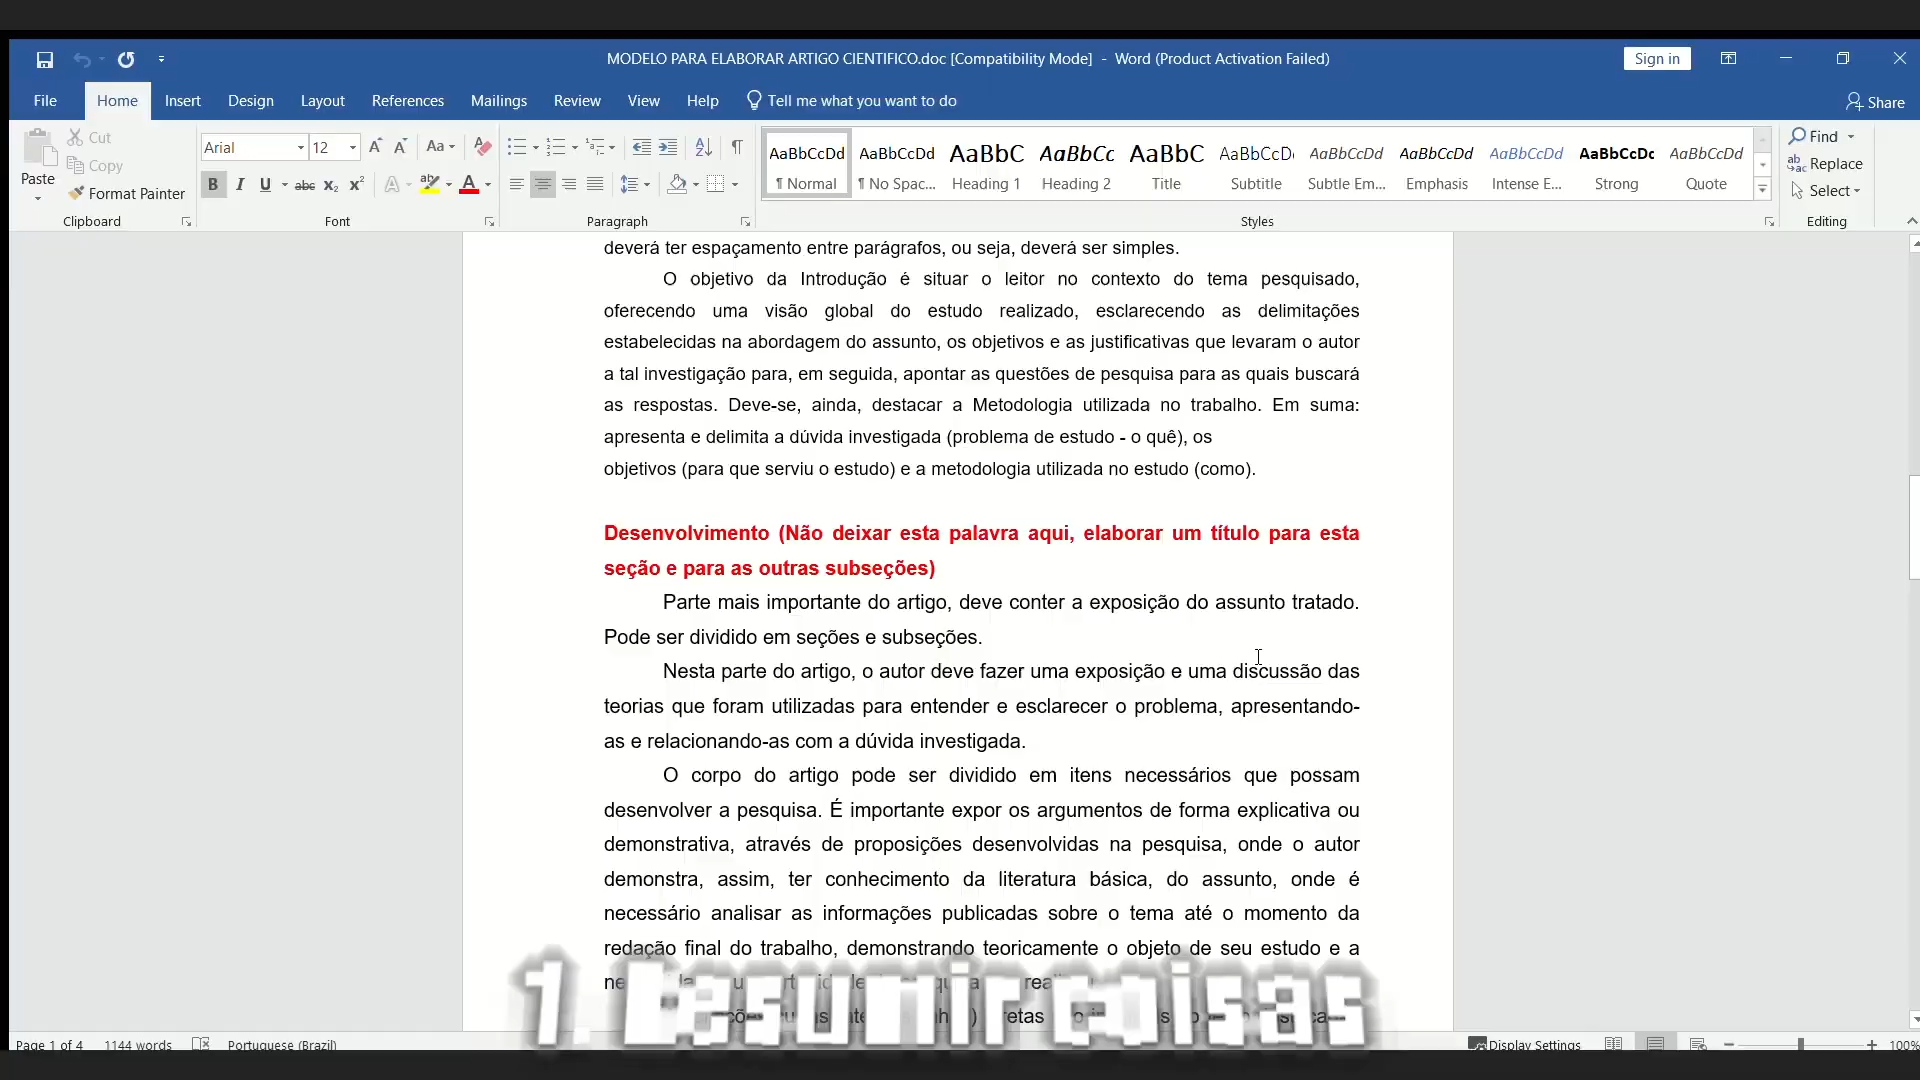 MODELO PARA ELABORAR ARTIGO CIENTIFICO.doc [Compatibility Mode] - Word (Product Activation Failed)
Sign in
File Home Insert Design Layout References Mailings Review View Help Tell me what you want to do
Share
Paste
Cut
Copy
Format Painter
Clipboard
Arial 12
Font
Paragraph
AaBbCcDd AaBbCcDd AaBbC AaBbCc AaBbC AaBbCcD AaBbCcDd AaBbCcDd AaBbCcDd AaBbCcDc AaBbCcDd
¶ Normal ¶ No Spac... Heading 1 Heading 2 Title Subtitle Subtle Em... Emphasis Intense E... Strong Quote
Styles
Find
Replace
Select
Editing
deverá ter espaçamento entre parágrafos, ou seja, deverá ser simples.
O objetivo da Introdução é situar o leitor no contexto do tema pesquisado,
oferecendo uma visão global do estudo realizado, esclarecendo as delimitações
estabelecidas na abordagem do assunto, os objetivos e as justificativas que levaram o autor
a tal investigação para, em seguida, apontar as questões de pesquisa para as quais buscará
as respostas. Deve-se, ainda, destacar a Metodologia utilizada no trabalho. Em suma:
apresenta e delimita a dúvida investigada (problema de estudo - o quê), os
objetivos (para que serviu o estudo) e a metodologia utilizada no estudo (como).
Desenvolvimento (Não deixar esta palavra aqui, elaborar um título para esta
seção e para as outras subseções)
Parte mais importante do artigo, deve conter a exposição do assunto tratado.
Pode ser dividido em seções e subseções.
Nesta parte do artigo, o autor deve fazer uma exposição e uma discussão das
teorias que foram utilizadas para entender e esclarecer o problema, apresentando-
as e relacionando-as com a dúvida investigada.
O corpo do artigo pode ser dividido em itens necessários que possam
desenvolver a pesquisa. É importante expor os argumentos de forma explicativa ou
demonstrativa, através de proposições desenvolvidas na pesquisa, onde o autor
demonstra, assim, ter conhecimento da literatura básica, do assunto, onde é
necessário analisar as informações publicadas sobre o tema até o momento da
redação final do trabalho, demonstrando teoricamente o objeto de seu estudo e a
1. Resumir coisas
Page 1 of 4 1144 words Portuguese (Brazil)
Display Settings
100%